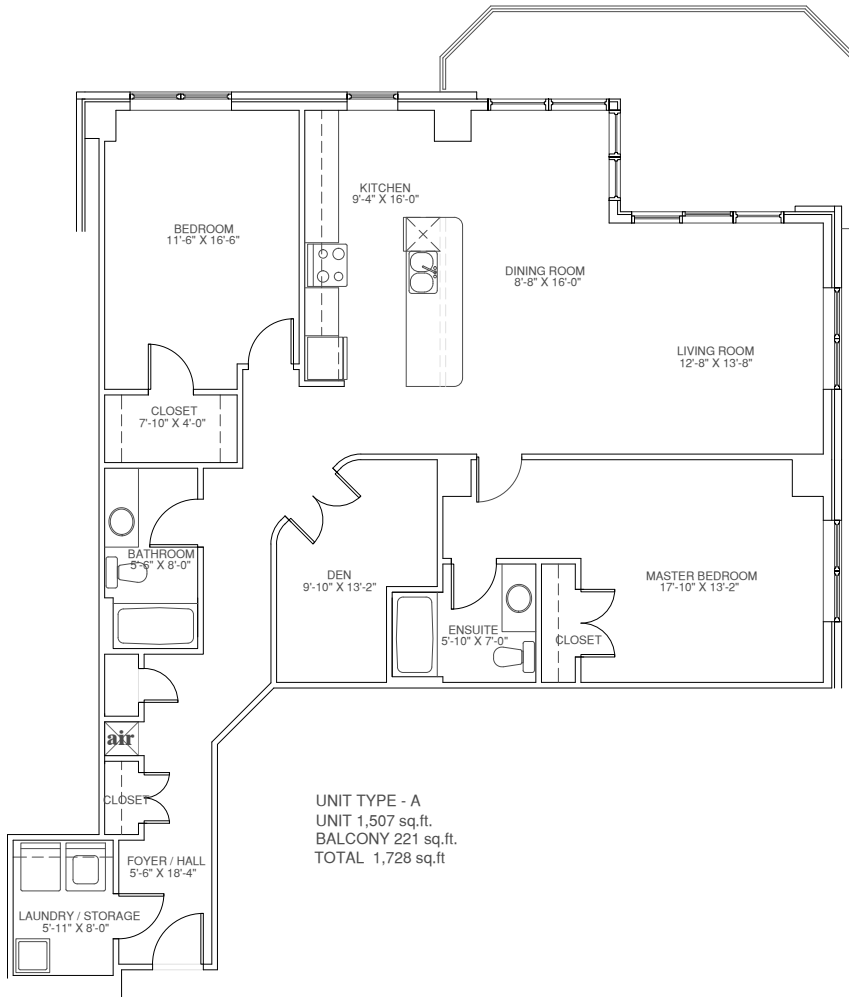 KITCHEN
9'-4" X 16'-0"
BEDROOM
11'-6" X 16'-6"
DINING ROOM
8'-8" X 16'-0"
LIVING ROOM
12'-8" X 13'-8"
CLOSET
7'-10" X 4'-0"
BATHROOM
5'-6" X 8'-0"
DEN
9'-10" X 13'-2"
MASTER BEDROOM
17'-10" X 13'-2"
ENSUITE
5'-10" X 7'-0"
CLOSET
air
CLOSET
UNIT TYPE - A
UNIT 1,507 sq.ft.
BALCONY 221 sq.ft.
TOTAL 1,728 sq.ft
FOYER / HALL
5'-6" X 18'-4"
LAUNDRY / STORAGE
5'-11" X 8'-0"